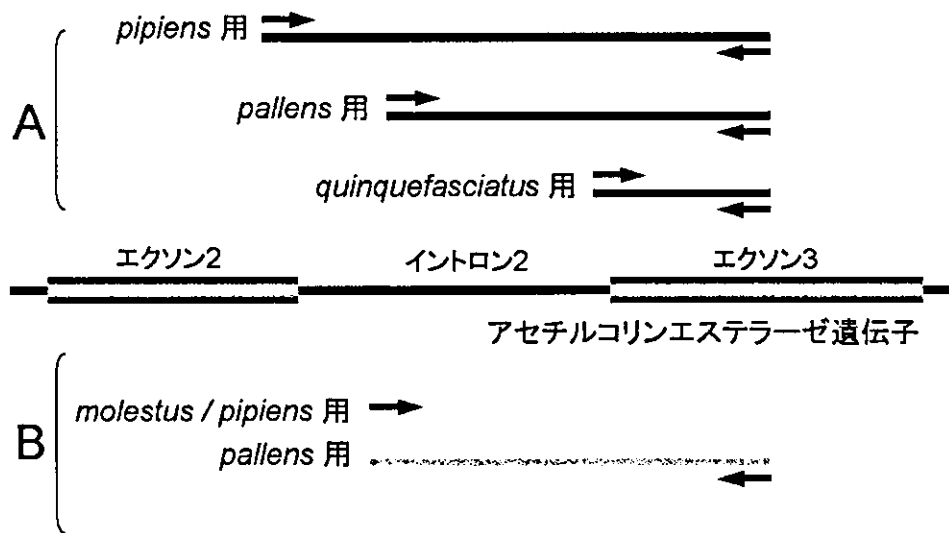 pipiens 用
A
pallens 用
quinquefasciatus 用
エクソン2 イントロン2 エクソン3
アセチルコリンエステラーゼ遺伝子
B
molestus / pipiens 用
pallens 用